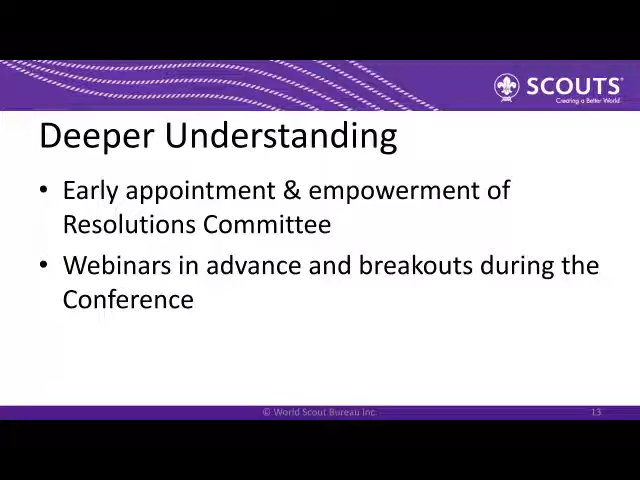 SCOUTS®
Creating a Better World
Deeper Understanding
• Early appointment & empowerment of
Resolutions Committee
• Webinars in advance and breakouts during the
Conference
© World Scout Bureau Inc.
13